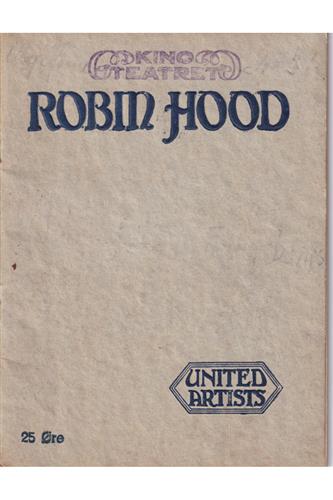 KINO
TEATRET
ROBIN HOOD
UNITED
ARTISTS
25 Øre